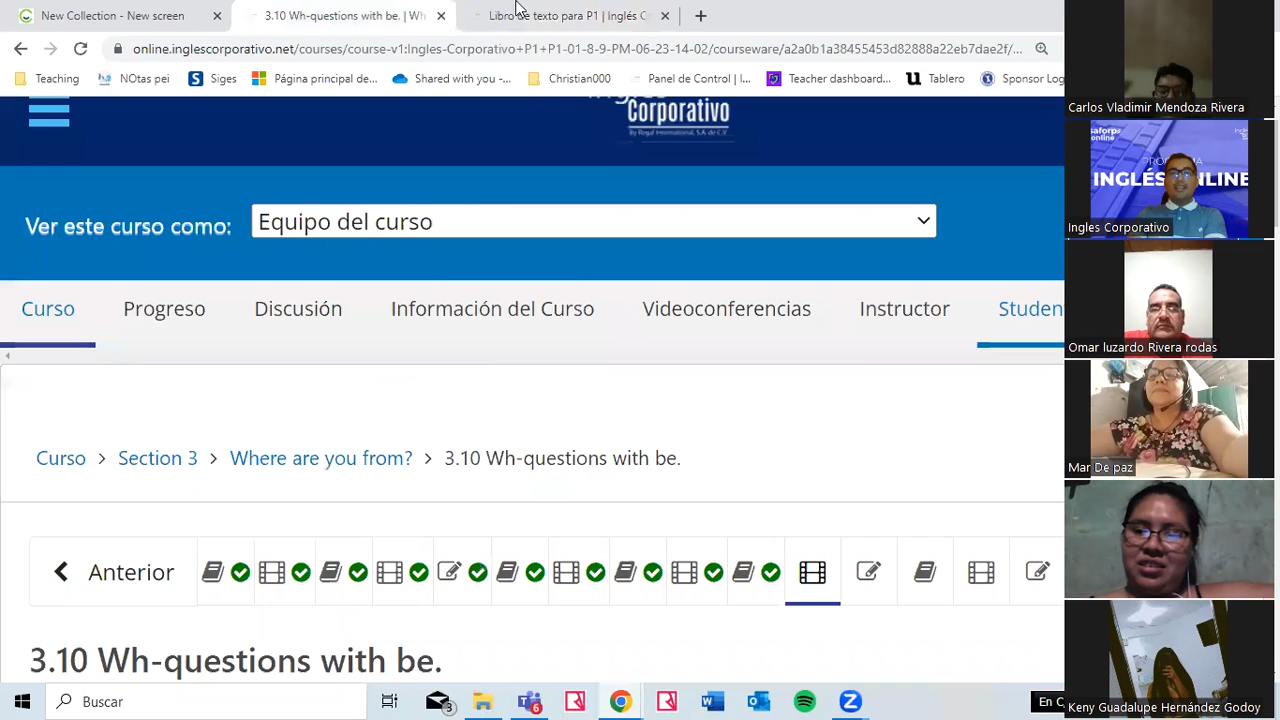 New Collection - New screen
3.10 Wh-questions with be. | Wh
Libro de texto para P1 | Inglés C
online.inglescorporativo.net/courses/course-v1:Ingles-Corporativo+P1+P1-01-8-9-PM-06-23-14-02/courseware/a2a0b1a38455453d82888a22eb7dae2f/...
Teaching
NOtas pei
Siges
Página principal de...
Shared with you -...
Christian000
Panel de Control | I...
Teacher dashboard...
Tablero
Sponsor Log
Corporativo
By Regal International, S.A. de C.V.
Ver este curso como:
Equipo del curso
Curso
Progreso
Discusión
Información del Curso
Videoconferencias
Instructor
Studen
Curso > Section 3 > Where are you from? > 3.10 Wh-questions with be.
Anterior
3.10 Wh-questions with be.
Buscar
3
6
En C
Carlos Vladimir Mendoza Rivera
INGLÉS ONLINE
Ingles Corporativo
Omar luzardo Rivera rodas
Mar De paz
Keny Guadalupe Hernández Godoy